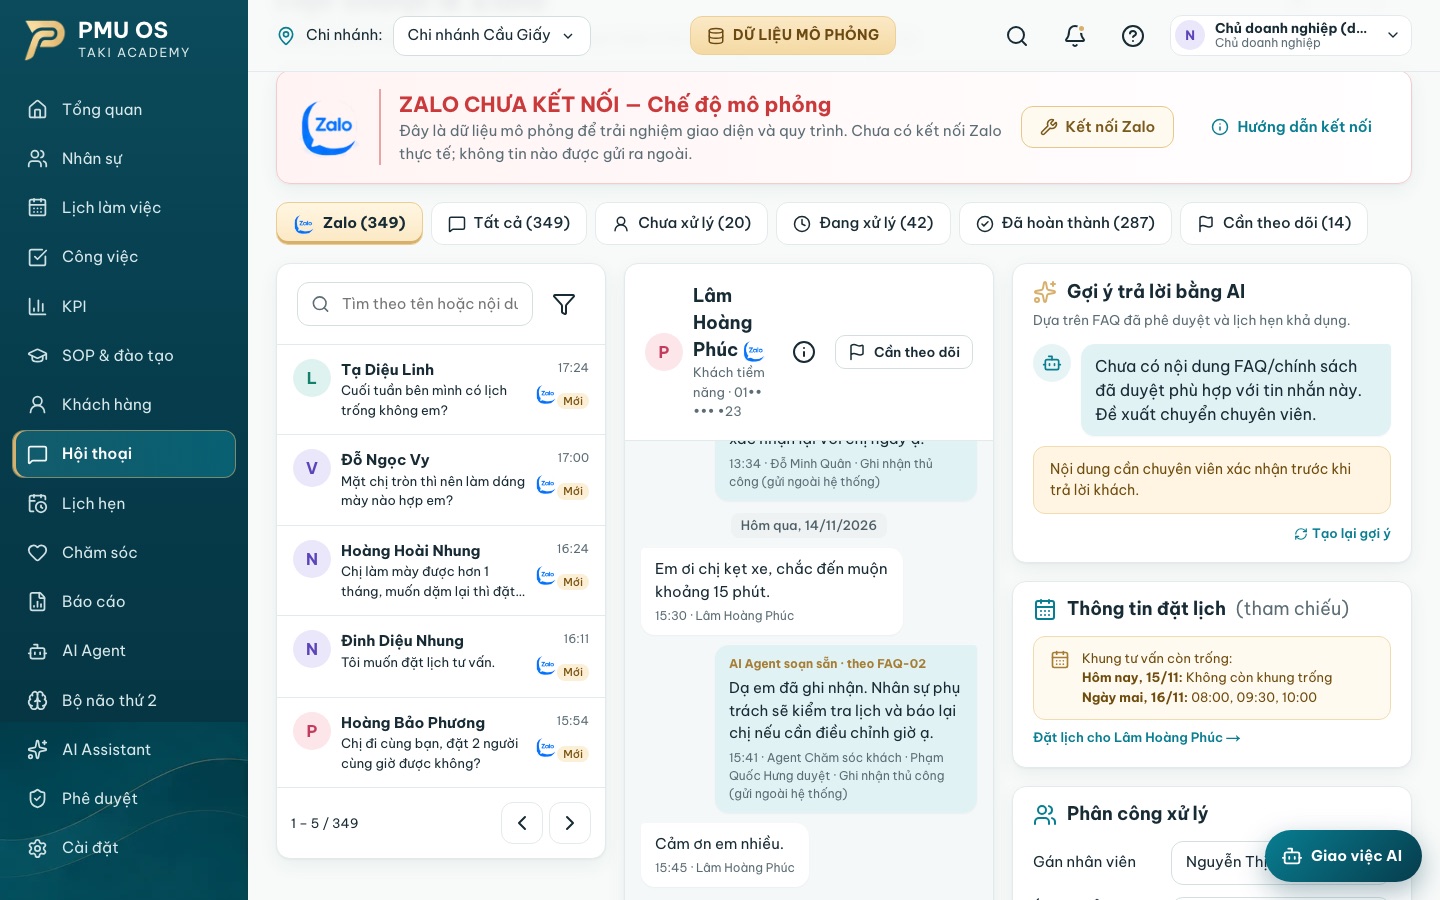 PMU OS
TAKI ACADEMY
Tổng quan
Nhân sự
Lịch làm việc
Công việc
KPI
SOP & đào tạo
Khách hàng
Hội thoại
Lịch hẹn
Chăm sóc
Báo cáo
AI Agent
Bộ não thứ 2
AI Assistant
Phê duyệt
Cài đặt
Chi nhánh:
Chi nhánh Cầu Giấy
DỮ LIỆU MÔ PHỎNG
N
Chủ doanh nghiệp (d...
Chủ doanh nghiệp
Zalo
ZALO CHƯA KẾT NỐI — Chế độ mô phỏng
Đây là dữ liệu mô phỏng để trải nghiệm giao diện và quy trình. Chưa có kết nối Zalo
thực tế; không tin nào được gửi ra ngoài.
Kết nối Zalo
Hướng dẫn kết nối
Zalo (349)
Tất cả (349)
Chưa xử lý (20)
Đang xử lý (42)
Đã hoàn thành (287)
Cần theo dõi (14)
Tìm theo tên hoặc nội dư
L
Tạ Diệu Linh
17:24
Cuối tuần bên mình có lịch
trống không em?
Zalo
Mới
V
Đỗ Ngọc Vy
17:00
Mặt chị tròn thì nên làm dáng
mày nào hợp em?
Zalo
Mới
N
Hoàng Hoài Nhung
16:24
Chị làm mày được hơn 1
tháng, muốn dặm lại thì đặt...
Zalo
Mới
N
Đinh Diệu Nhung
16:11
Tôi muốn đặt lịch tư vấn.
Zalo
Mới
P
Hoàng Bảo Phương
15:54
Chị đi cùng bạn, đặt 2 người
cùng giờ được không?
Zalo
Mới
1 – 5 / 349
P
Lâm
Hoàng
Phúc
Zalo
Khách tiềm
năng · 01••
••• •23
Cần theo dõi
xác nhận lại với chị ngay ạ.
13:34 · Đỗ Minh Quân · Ghi nhận thủ
công (gửi ngoài hệ thống)
Hôm qua, 14/11/2026
Em ơi chị kẹt xe, chắc đến muộn
khoảng 15 phút.
15:30 · Lâm Hoàng Phúc
AI Agent soạn sẵn · theo FAQ-02
Dạ em đã ghi nhận. Nhân sự phụ
trách sẽ kiểm tra lịch và báo lại
chị nếu cần điều chỉnh giờ ạ.
15:41 · Agent Chăm sóc khách · Phạm
Quốc Hưng duyệt · Ghi nhận thủ công
(gửi ngoài hệ thống)
Cảm ơn em nhiều.
15:45 · Lâm Hoàng Phúc
Gợi ý trả lời bằng AI
Dựa trên FAQ đã phê duyệt và lịch hẹn khả dụng.
Chưa có nội dung FAQ/chính sách
đã duyệt phù hợp với tin nhắn này.
Đề xuất chuyển chuyên viên.
Nội dung cần chuyên viên xác nhận trước khi
trả lời khách.
Tạo lại gợi ý
Thông tin đặt lịch (tham chiếu)
Khung tư vấn còn trống:
Hôm nay, 15/11: Không còn khung trống
Ngày mai, 16/11: 08:00, 09:30, 10:00
Đặt lịch cho Lâm Hoàng Phúc →
Phân công xử lý
Gán nhân viên
Nguyễn Thị
Giao việc AI